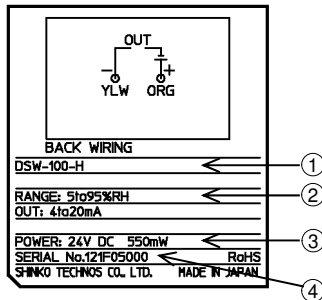 OUT
- +
YLW ORG
BACK WIRING
DSW-100-H
1
RANGE: 5to95%RH
2
OUT: 4to20mA
POWER: 24V DC 550mW
3
SERIAL No.121F05000 RoHS
SHINKO TECHNOS CO., LTD. MADE IN JAPAN
4